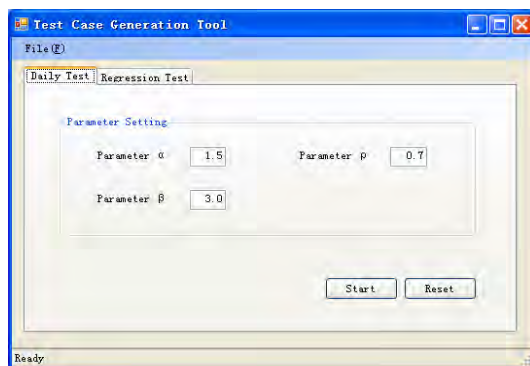 Test Case Generation Tool
File(F)
Daily Test Regression Test
Parameter Setting
Parameter α 1.5 Parameter ρ 0.7
Parameter β 3.0
Start Reset
Ready